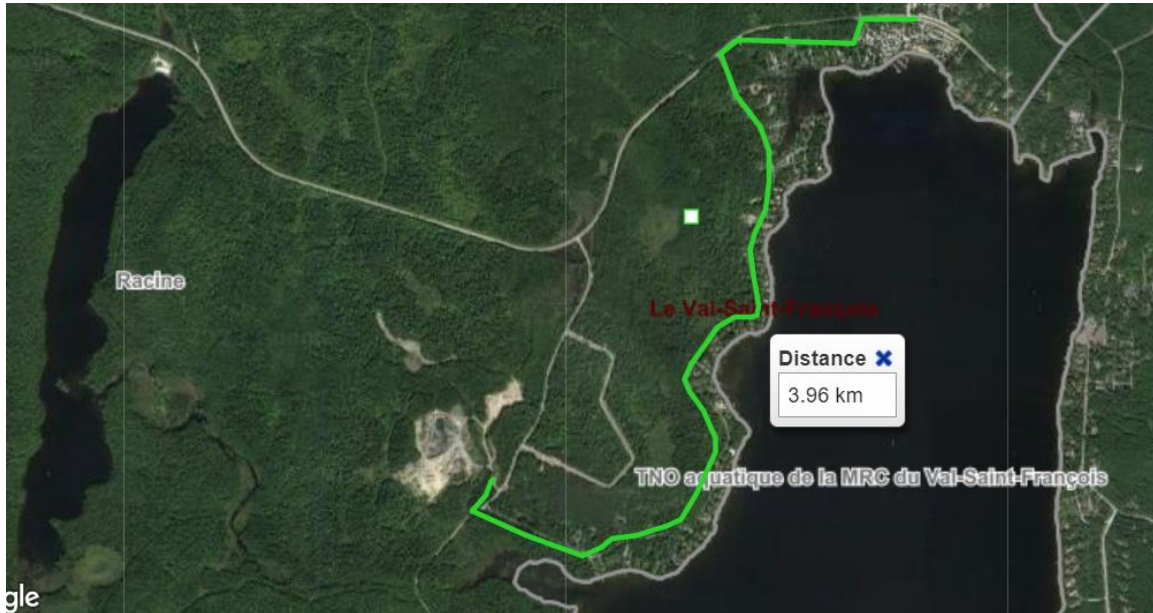 Racine
Le Val-Saint-François
Distance
3.96 km
TNO aquatique de la MRC du Val-Saint-François
gle